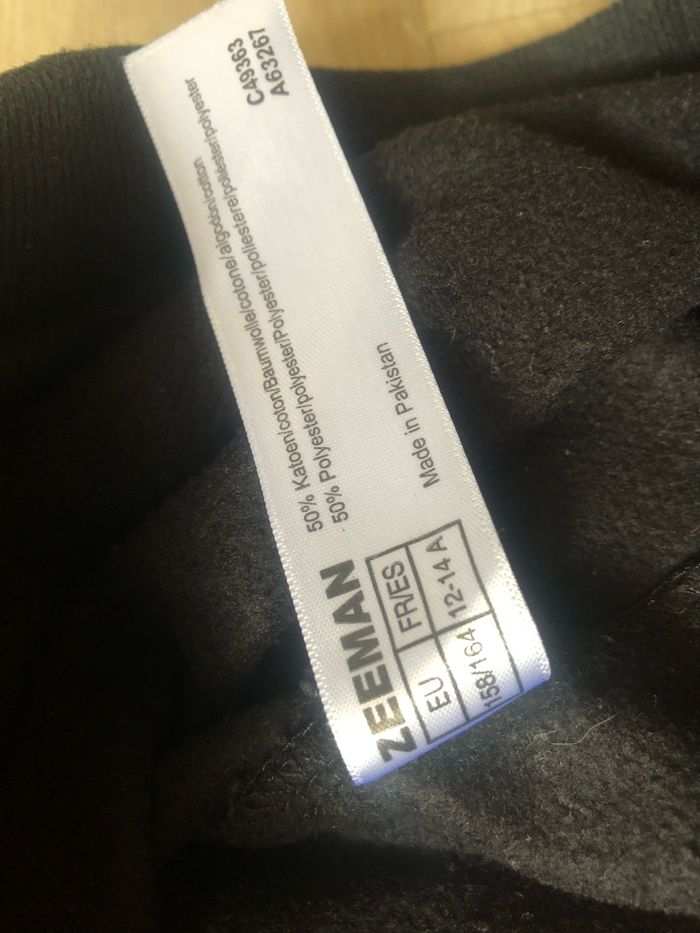 ZEEMAN
EU FR/ES
158/164 12-14 A
50% Katoen/coton/Baumwolle/cotone/algodón/cotton
50% Polyester/polyester/Polyester/poliestere/poliéster/polyester
Made in Pakistan
C49363
A63267